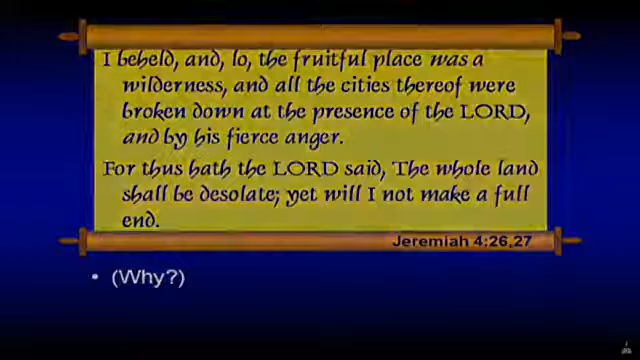 I beheld, and, lo, the fruitful place was a
wilderness, and all the cities thereof were
broken down at the presence of the LORD,
and by his fierce anger.
For thus hath the LORD said, The whole land
shall be desolate; yet will I not make a full
end.
Jeremiah 4:26,27
• (Why?)